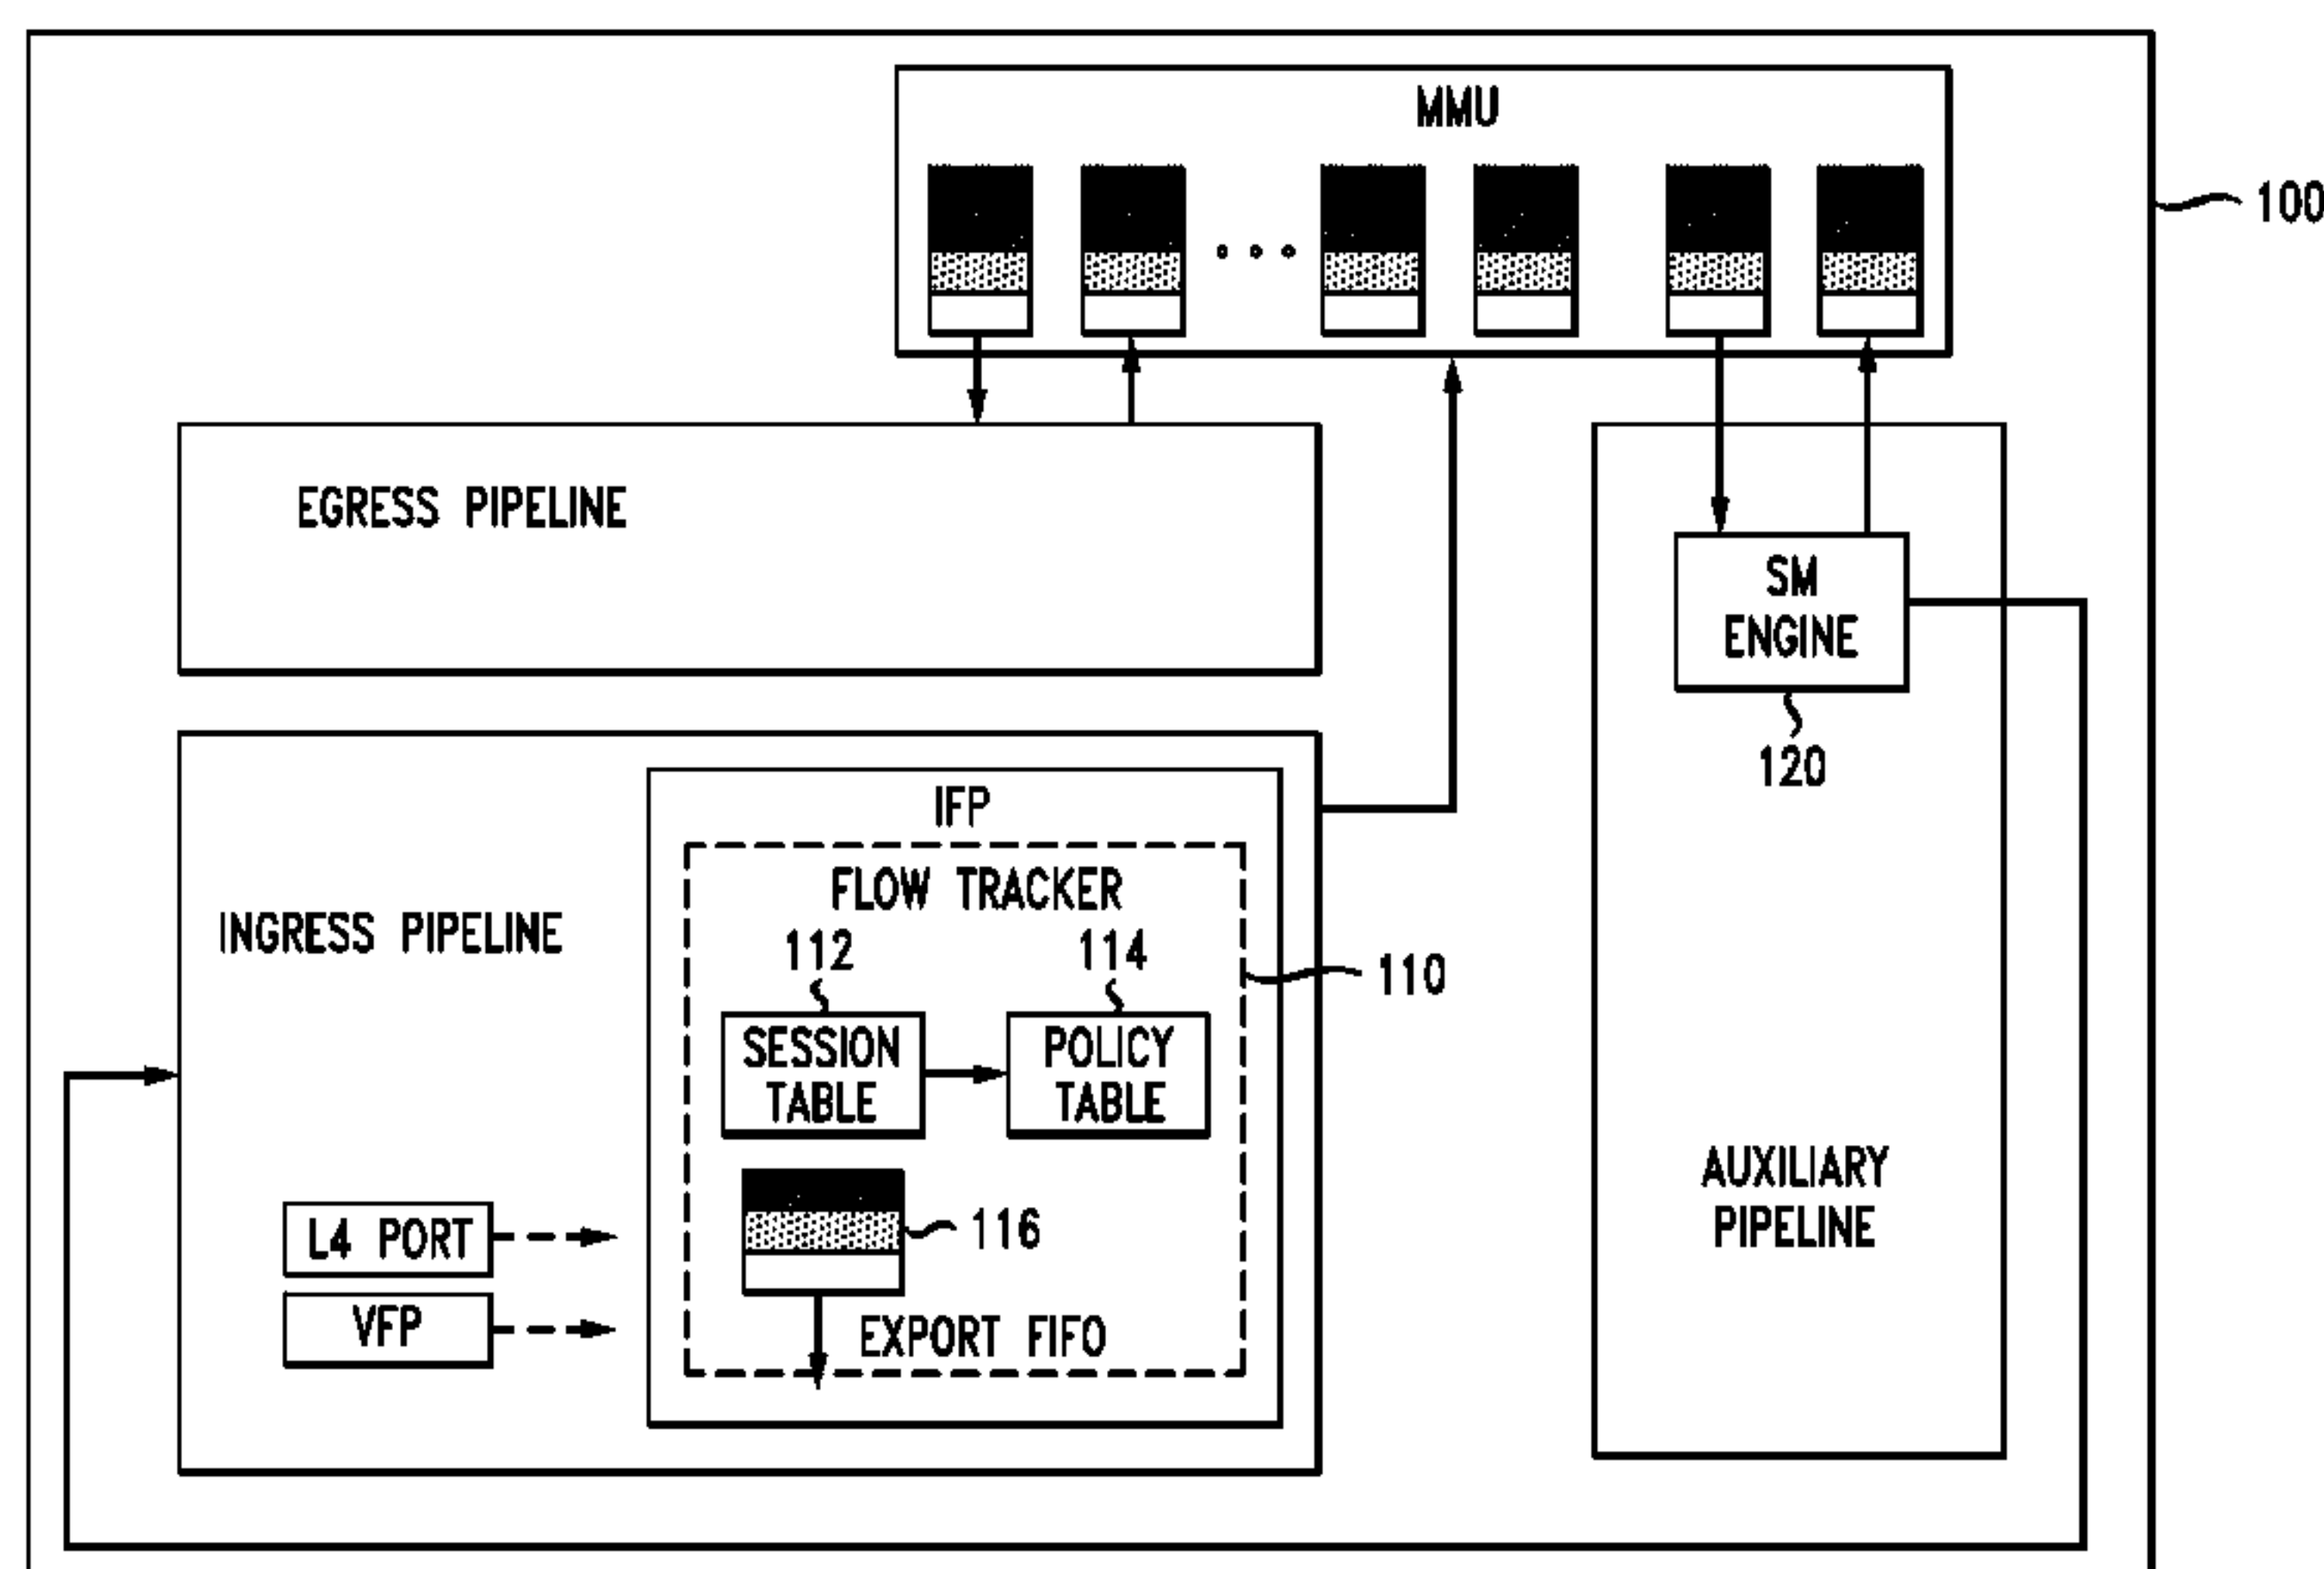 MMU
100
EGRESS PIPELINE
SM
ENGINE
120
IFP
FLOW TRACKER
INGRESS PIPELINE
112
114
110
SESSION
TABLE
POLICY
TABLE
L4 PORT
116
VFP
EXPORT FIFO
AUXILIARY
PIPELINE